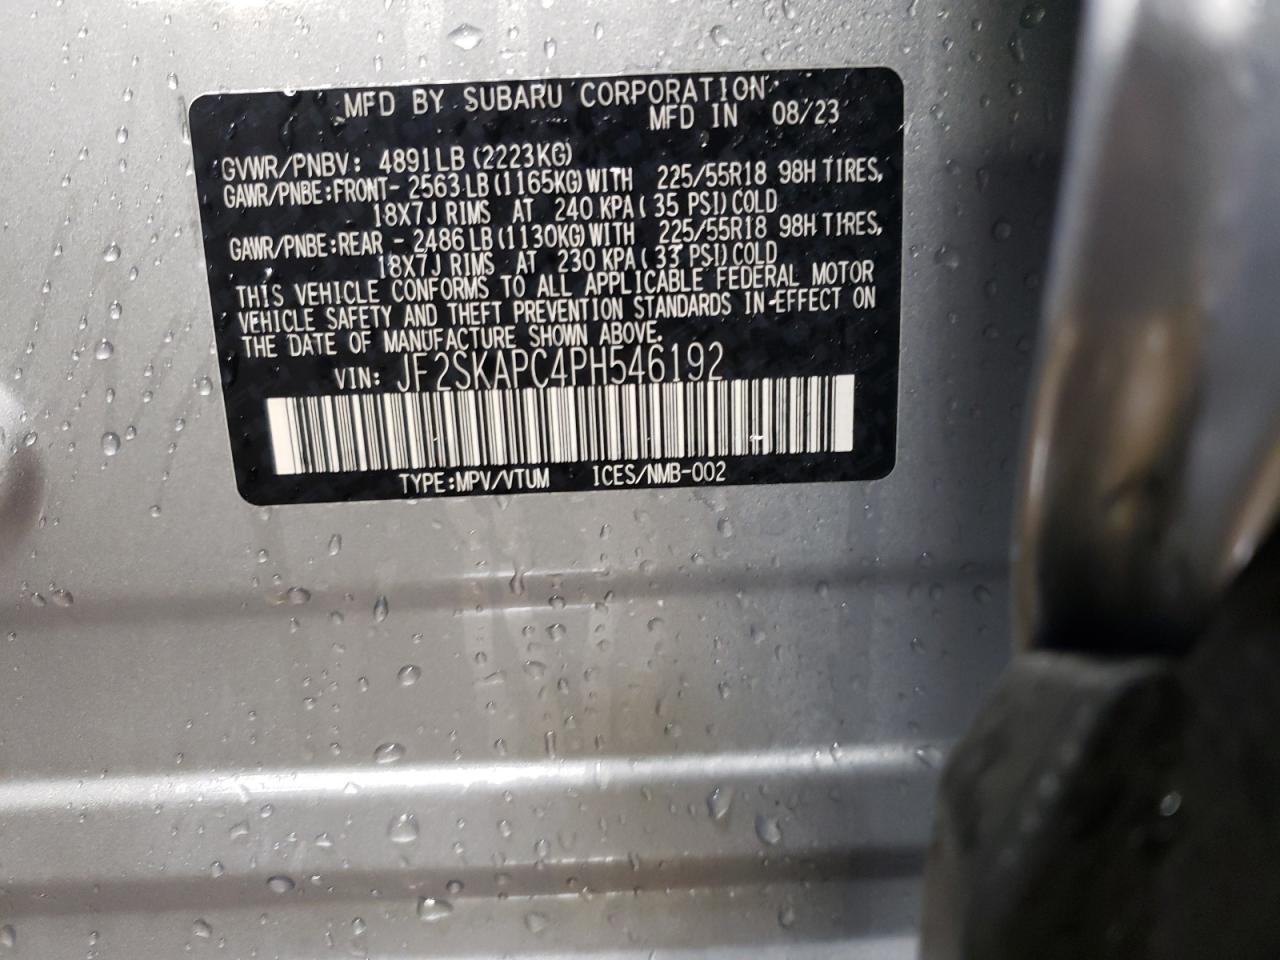 MFD BY SUBARU CORPORATION
MFD IN 08/23
GVWR/PNBV: 4891LB (2223KG)
GAWR/PNBE:FRONT- 2563LB(1165KG)WITH 225/55R18 98H TIRES,
18X7J RIMS AT 240 KPA( 35 PSI)COLD
GAWR/PNBE:REAR - 2486LB(1130KG)WITH 225/55R18 98H TIRES,
18X7J RIMS AT 230 KPA( 33 PSI)COLD
THIS VEHICLE CONFORMS TO ALL APPLICABLE FEDERAL MOTOR
VEHICLE SAFETY AND THEFT PREVENTION STANDARDS IN EFFECT ON
THE DATE OF MANUFACTURE SHOWN ABOVE.
VIN: JF2SKAPC4PH546192
TYPE:MPV/VTUM ICES/NMB-002